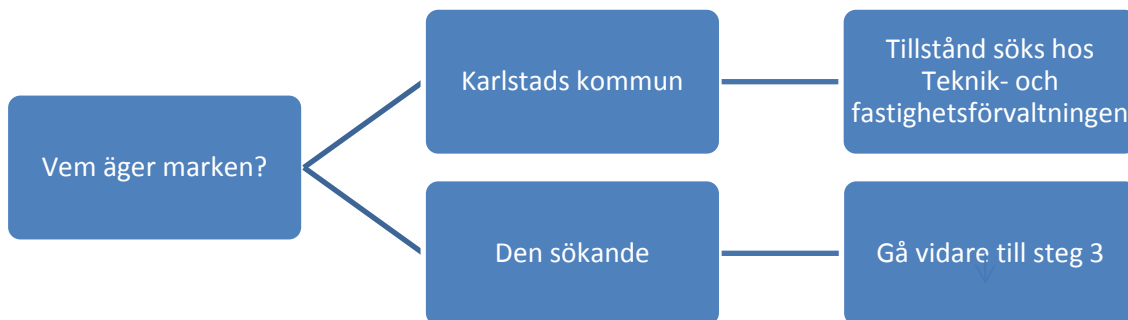 Vem äger marken?
Karlstads kommun
Tillstånd söks hos
Teknik- och
fastighetsförvaltningen
Den sökande
Gå vidare till steg 3